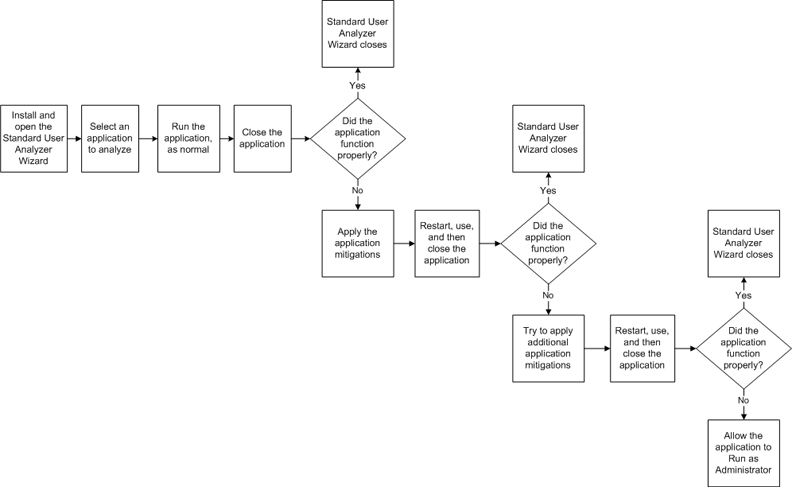 Standard User
Analyzer
Wizard closes
Yes
Install and
open the
Standard User
Analyzer
Wizard
Select an
application
to analyze
Run the
application,
as normal
Close the
application
Did the
application
function
properly?
No
Standard User
Analyzer
Wizard closes
Yes
Apply the
application
mitigations
Restart, use,
and then
close the
application
Did the
application
function
properly?
No
Standard User
Analyzer
Wizard closes
Yes
Try to apply
additional
application
mitigations
Restart, use,
and then
close the
application
Did the
application
function
properly?
No
Allow the
application to
Run as
Administrator